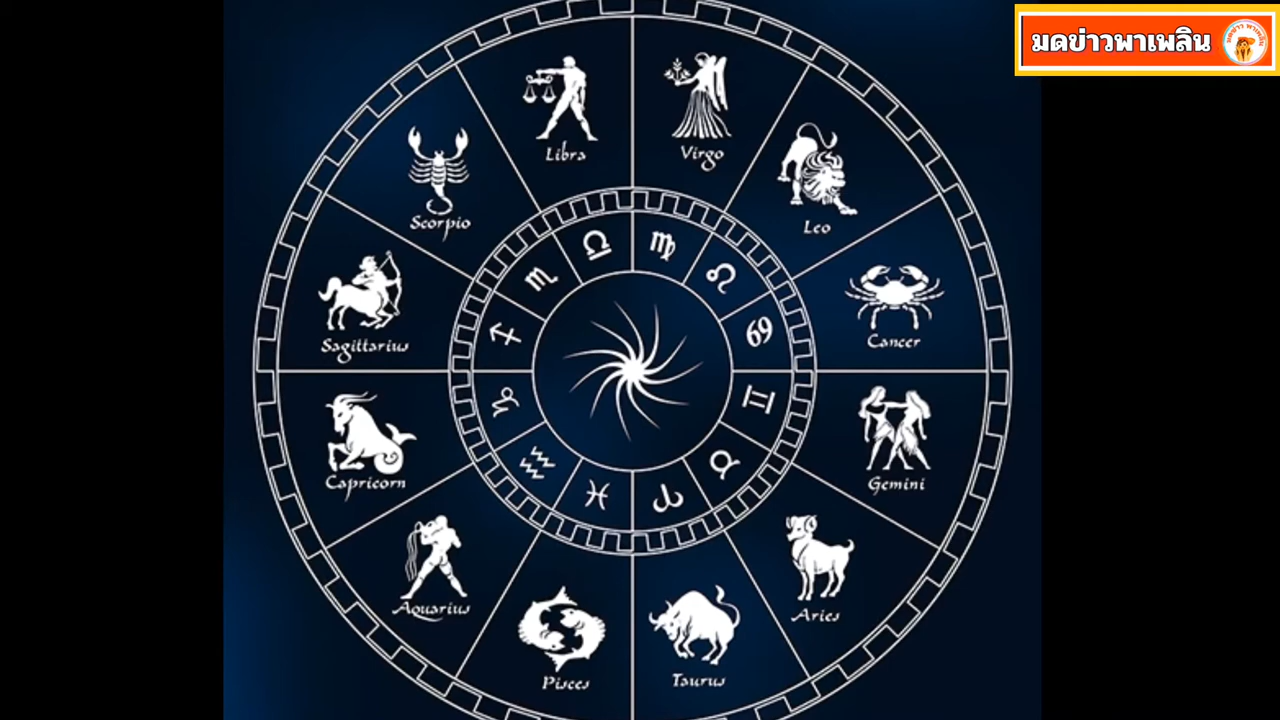 มดข่าวพาเพลิน
Libra
Virgo
Scorpio
Leo
Sagittarius
Cancer
Capricorn
Gemini
Aquarius
Aries
Pisces
Taurus